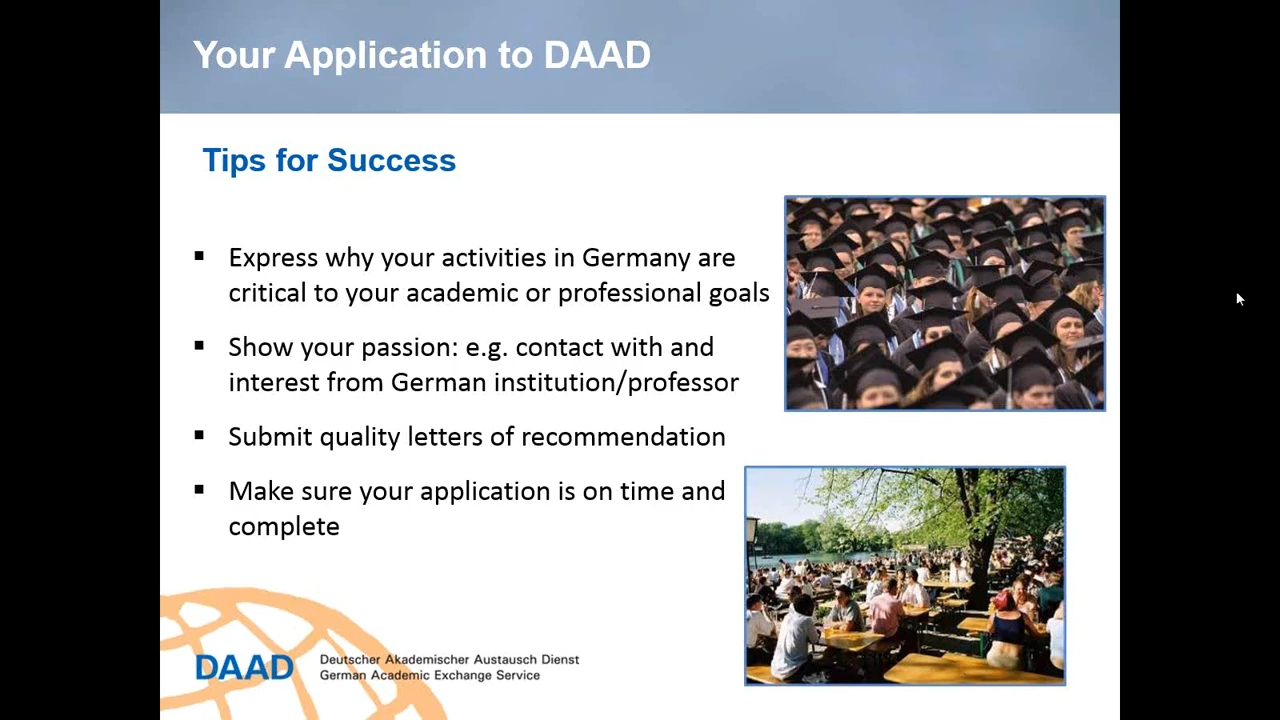 Your Application to DAAD
Tips for Success
▪ Express why your activities in Germany are
critical to your academic or professional goals
▪ Show your passion: e.g. contact with and
interest from German institution/professor
▪ Submit quality letters of recommendation
▪ Make sure your application is on time and
complete
DAAD
Deutscher Akademischer Austausch Dienst
German Academic Exchange Service